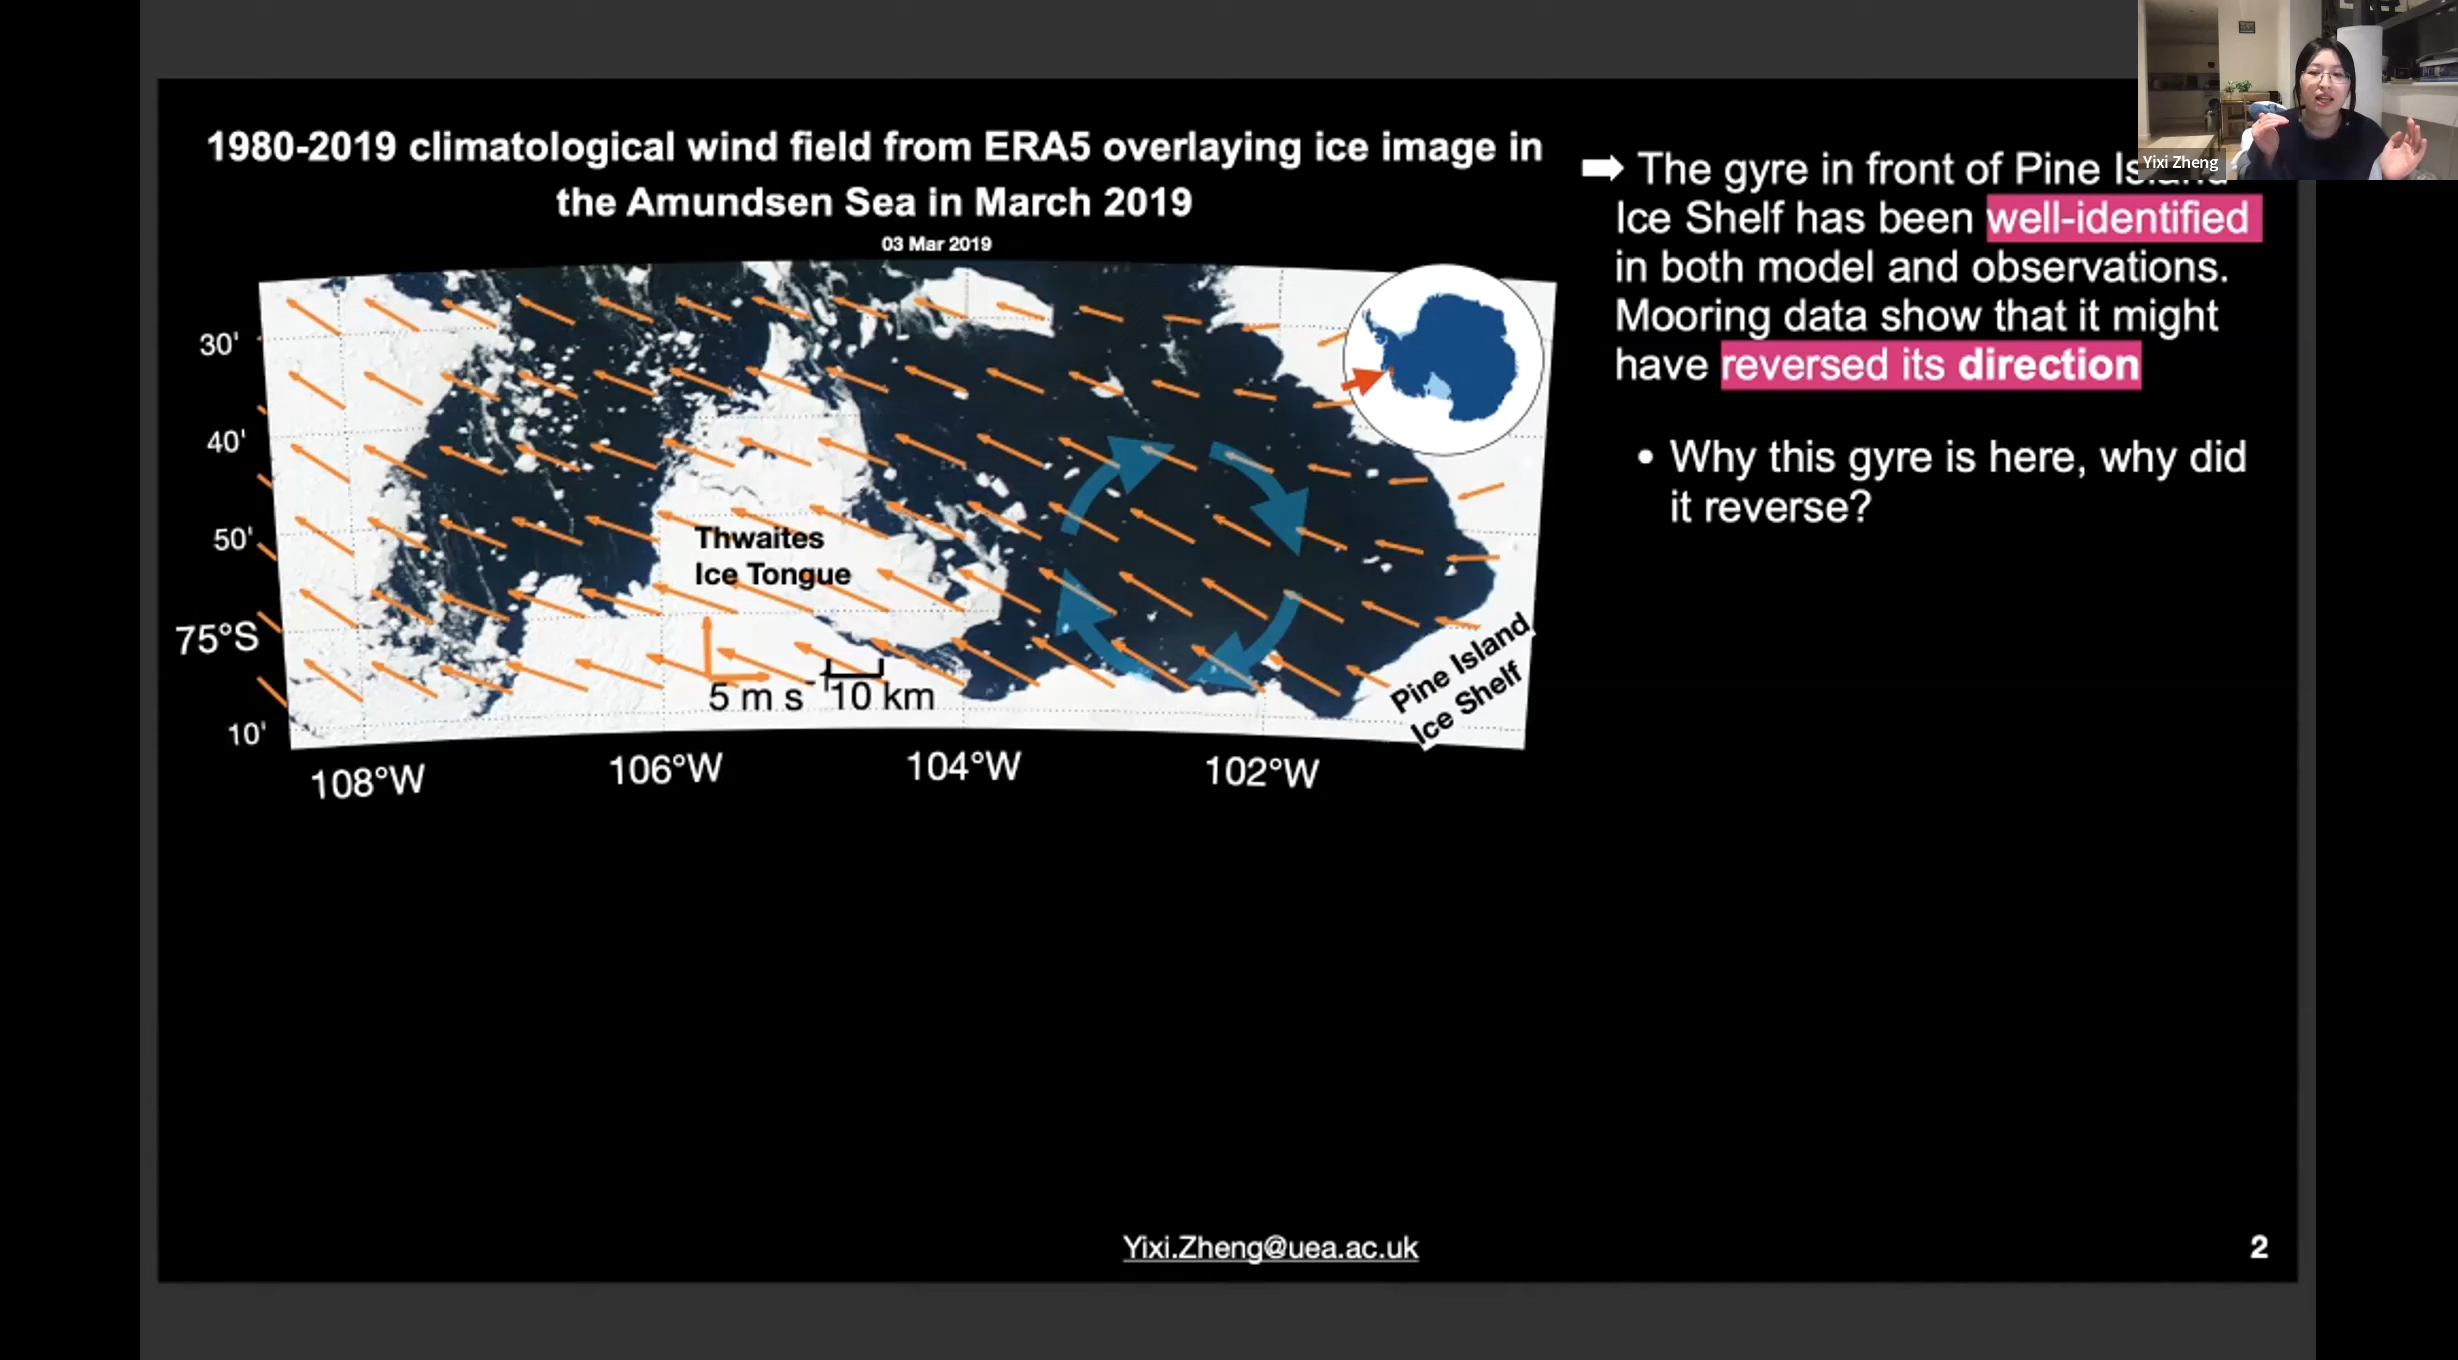 1980-2019 climatological wind field from ERA5 overlaying ice image in
the Amundsen Sea in March 2019
03 Mar 2019
30'
40'
50'
75°S
10'
108°W
106°W
104°W
102°W
Thwaites
Ice Tongue
5 m s⁻¹
10 km
Pine Island
Ice Shelf
➡ The gyre in front of Pine Island
Ice Shelf has been well-identified
in both model and observations.
Mooring data show that it might
have reversed its direction
• Why this gyre is here, why did
it reverse?
Yixi Zheng
Yixi.Zheng@uea.ac.uk
2